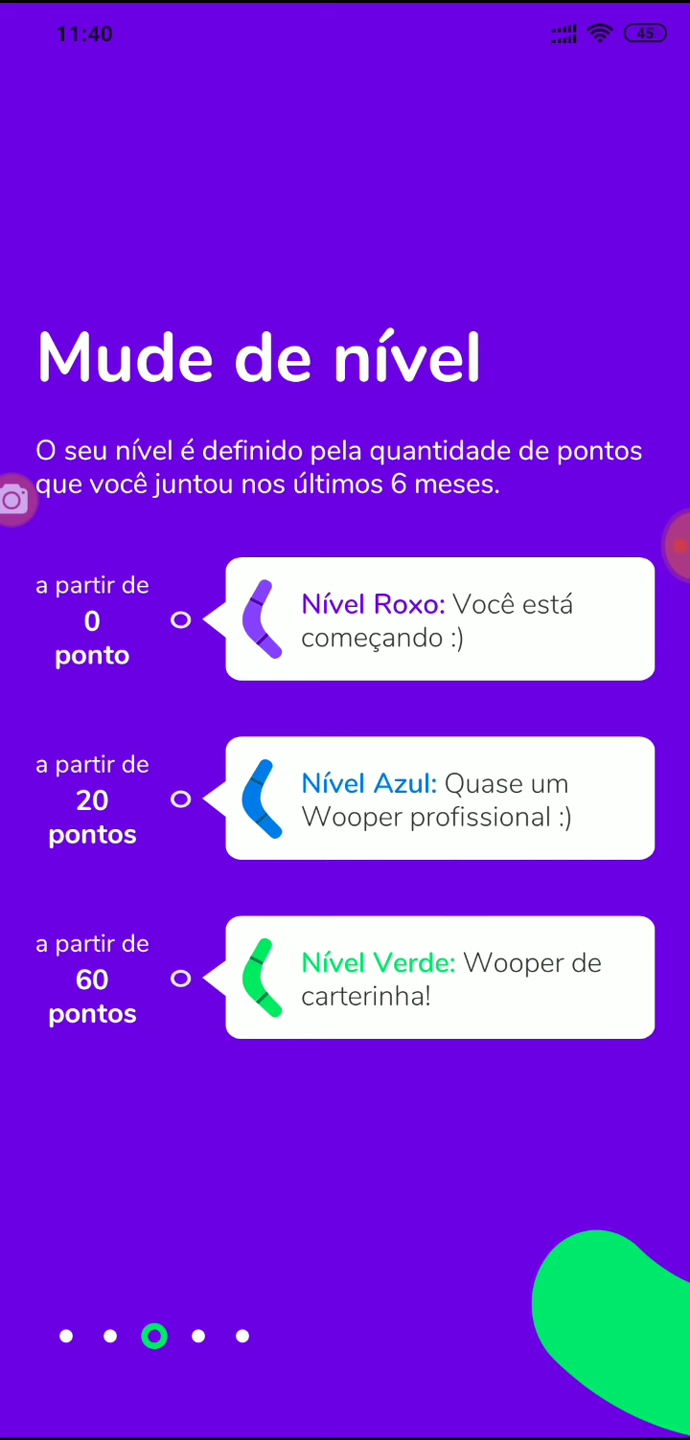 11:40
45
Mude de nível
O seu nível é definido pela quantidade de pontos
que você juntou nos últimos 6 meses.
a partir de
0
ponto
Nível Roxo: Você está
começando :)
a partir de
20
pontos
Nível Azul: Quase um
Wooper profissional :)
a partir de
60
pontos
Nível Verde: Wooper de
carterinha!